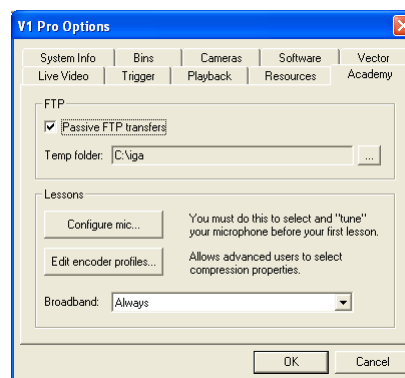 V1 Pro Options
System Info Bins Cameras Software Vector
Live Video Trigger Playback Resources Academy
FTP
Passive FTP transfers
Temp folder: C:\iga ...
Lessons
Configure mic... You must do this to select and "tune"
your microphone before your first lesson.
Edit encoder profiles... Allows advanced users to select
compression properties.
Broadband: Always
OK Cancel